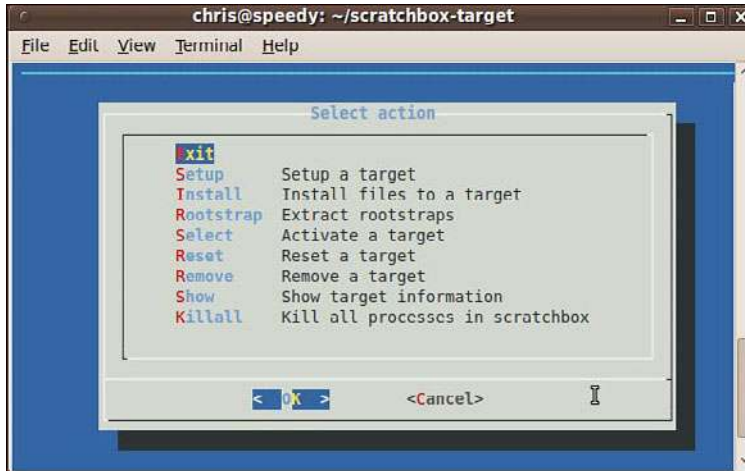 chris@speedy: ~/scratchbox-target
File Edit View Terminal Help
Select action
Exit
Setup Setup a target
Install Install files to a target
Rootstrap Extract rootstraps
Select Activate a target
Reset Reset a target
Remove Remove a target
Show Show target information
Killall Kill all processes in scratchbox
< OK > <Cancel>